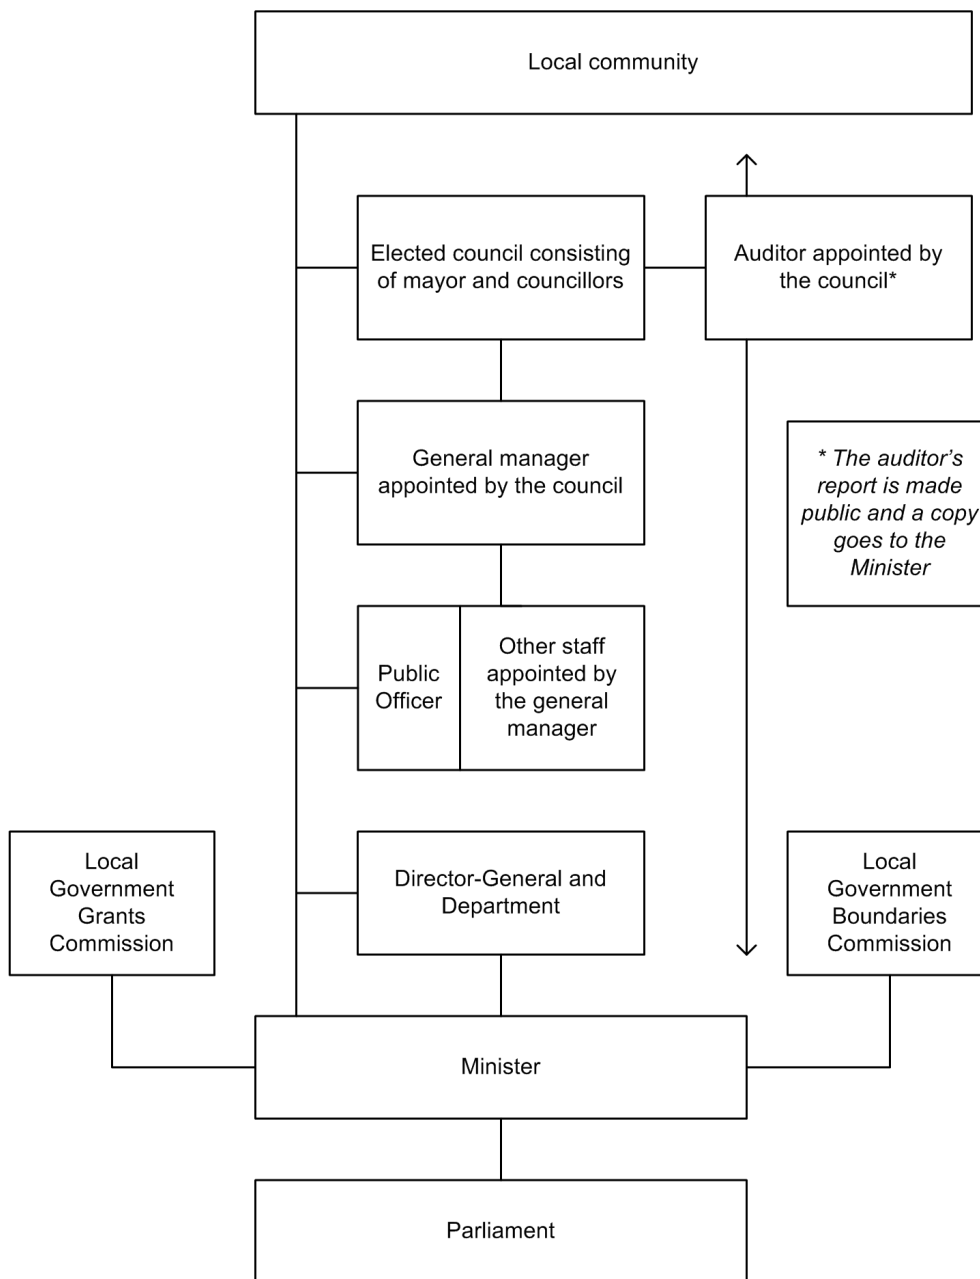 Local community
Elected council consisting
of mayor and councillors
Auditor appointed by
the council*
General manager
appointed by the council
* The auditor’s
report is made
public and a copy
goes to the
Minister
Public
Officer
Other staff
appointed by
the general
manager
Local
Government
Grants
Commission
Director-General and
Department
Local
Government
Boundaries
Commission
Minister
Parliament